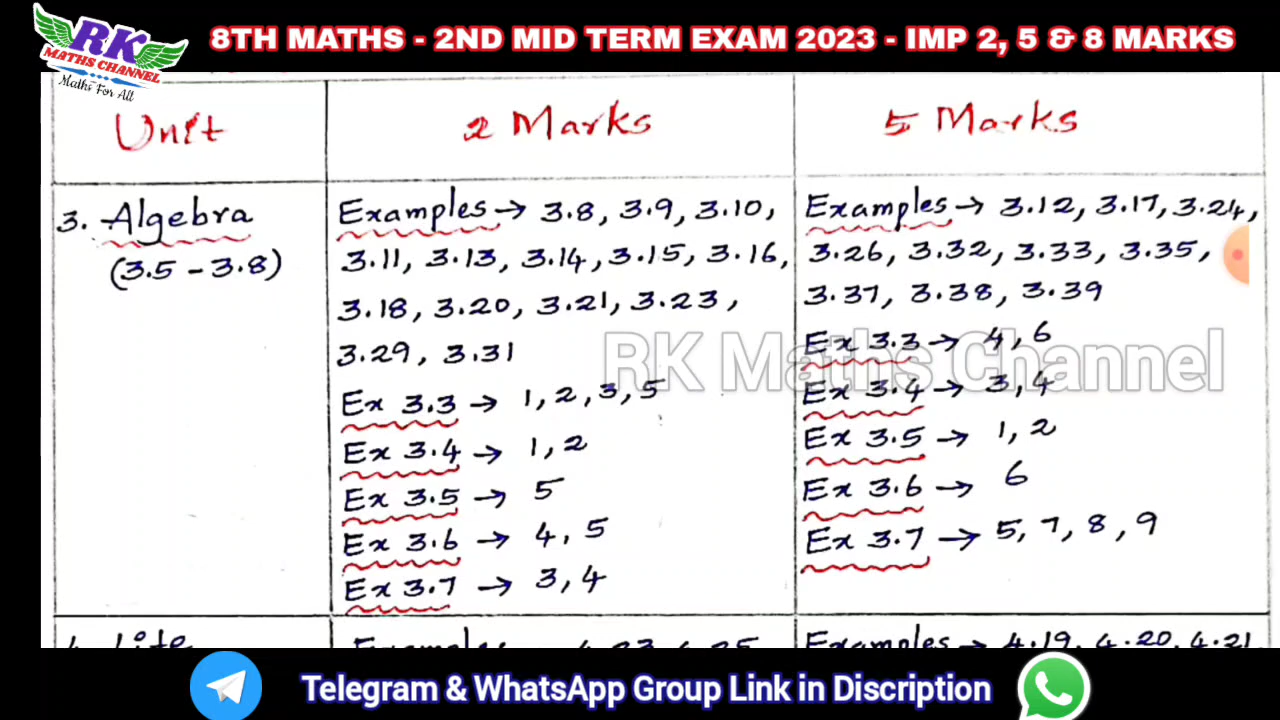 RK
MATHS CHANNEL
Maths For All
8TH MATHS - 2ND MID TERM EXAM 2023 - IMP 2, 5 & 8 MARKS
Unit
2 Marks
5 Marks
3. Algebra
(3.5 - 3.8)
Examples → 3.8, 3.9, 3.10,
3.11, 3.13, 3.14, 3.15, 3.16,
3.18, 3.20, 3.21, 3.23,
3.29, 3.31
Ex 3.3 → 1, 2, 3, 5
Ex 3.4 → 1, 2
Ex 3.5 → 5
Ex 3.6 → 4, 5
Ex 3.7 → 3, 4
Examples → 3.12, 3.17, 3.24,
3.26, 3.32, 3.33, 3.35,
3.37, 3.38, 3.39
Ex 3.3 → 4, 6
Ex 3.4 → 3, 4
Ex 3.5 → 1, 2
Ex 3.6 → 6
Ex 3.7 → 5, 7, 8, 9
RK Maths Channel
4. Life
Examples → 4.23, 4.25
Examples → 4.19, 4.20, 4.21
Telegram & WhatsApp Group Link in Discription